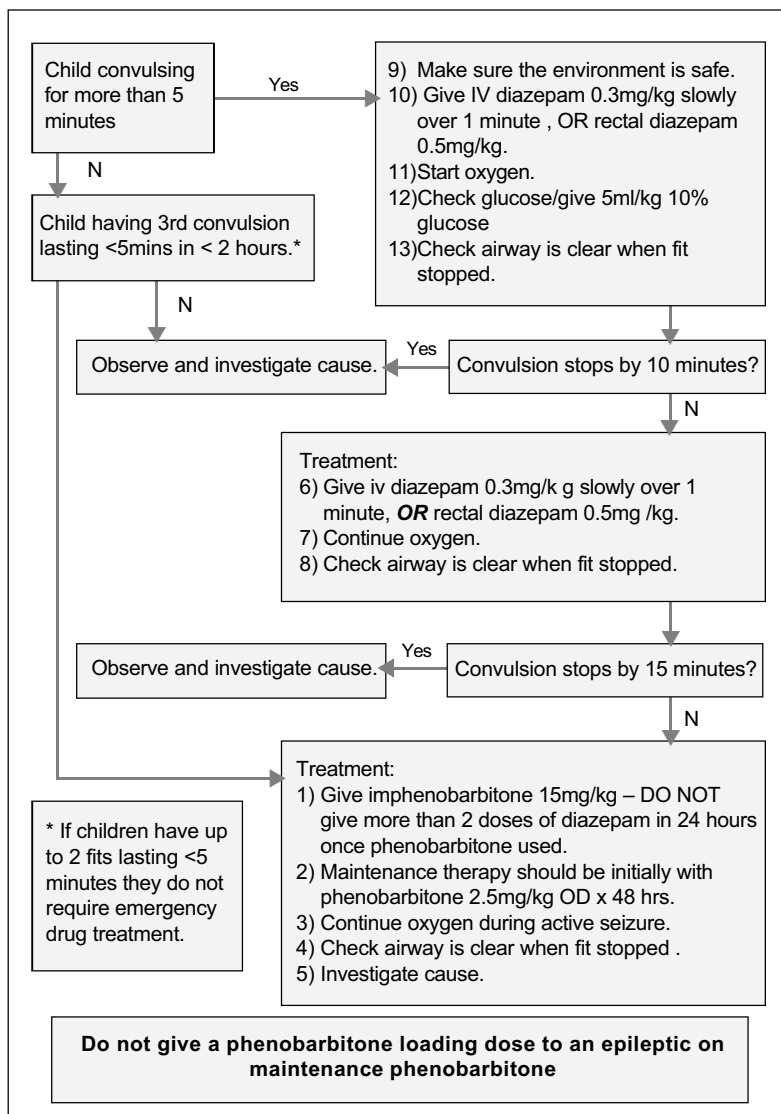 Child convulsing
for more than 5
minutes
Yes
9) Make sure the environment is safe.
10) Give IV diazepam 0.3mg/kg slowly
over 1 minute , OR rectal diazepam
0.5mg/kg.
11)Start oxygen.
12)Check glucose/give 5ml/kg 10%
glucose
13)Check airway is clear when fit
stopped.
N
Child having 3rd convulsion
lasting <5mins in < 2 hours.*
N
Observe and investigate cause.
Yes
Convulsion stops by 10 minutes?
N
Treatment:
6) Give iv diazepam 0.3mg/k g slowly over 1
minute, OR rectal diazepam 0.5mg /kg.
7) Continue oxygen.
8) Check airway is clear when fit stopped.
Observe and investigate cause.
Yes
Convulsion stops by 15 minutes?
N
Treatment:
1) Give imphenobarbitone 15mg/kg – DO NOT
give more than 2 doses of diazepam in 24 hours
once phenobarbitone used.
2) Maintenance therapy should be initially with
phenobarbitone 2.5mg/kg OD x 48 hrs.
3) Continue oxygen during active seizure.
4) Check airway is clear when fit stopped .
5) Investigate cause.
* If children have up
to 2 fits lasting <5
minutes they do not
require emergency
drug treatment.
Do not give a phenobarbitone loading dose to an epileptic on
maintenance phenobarbitone